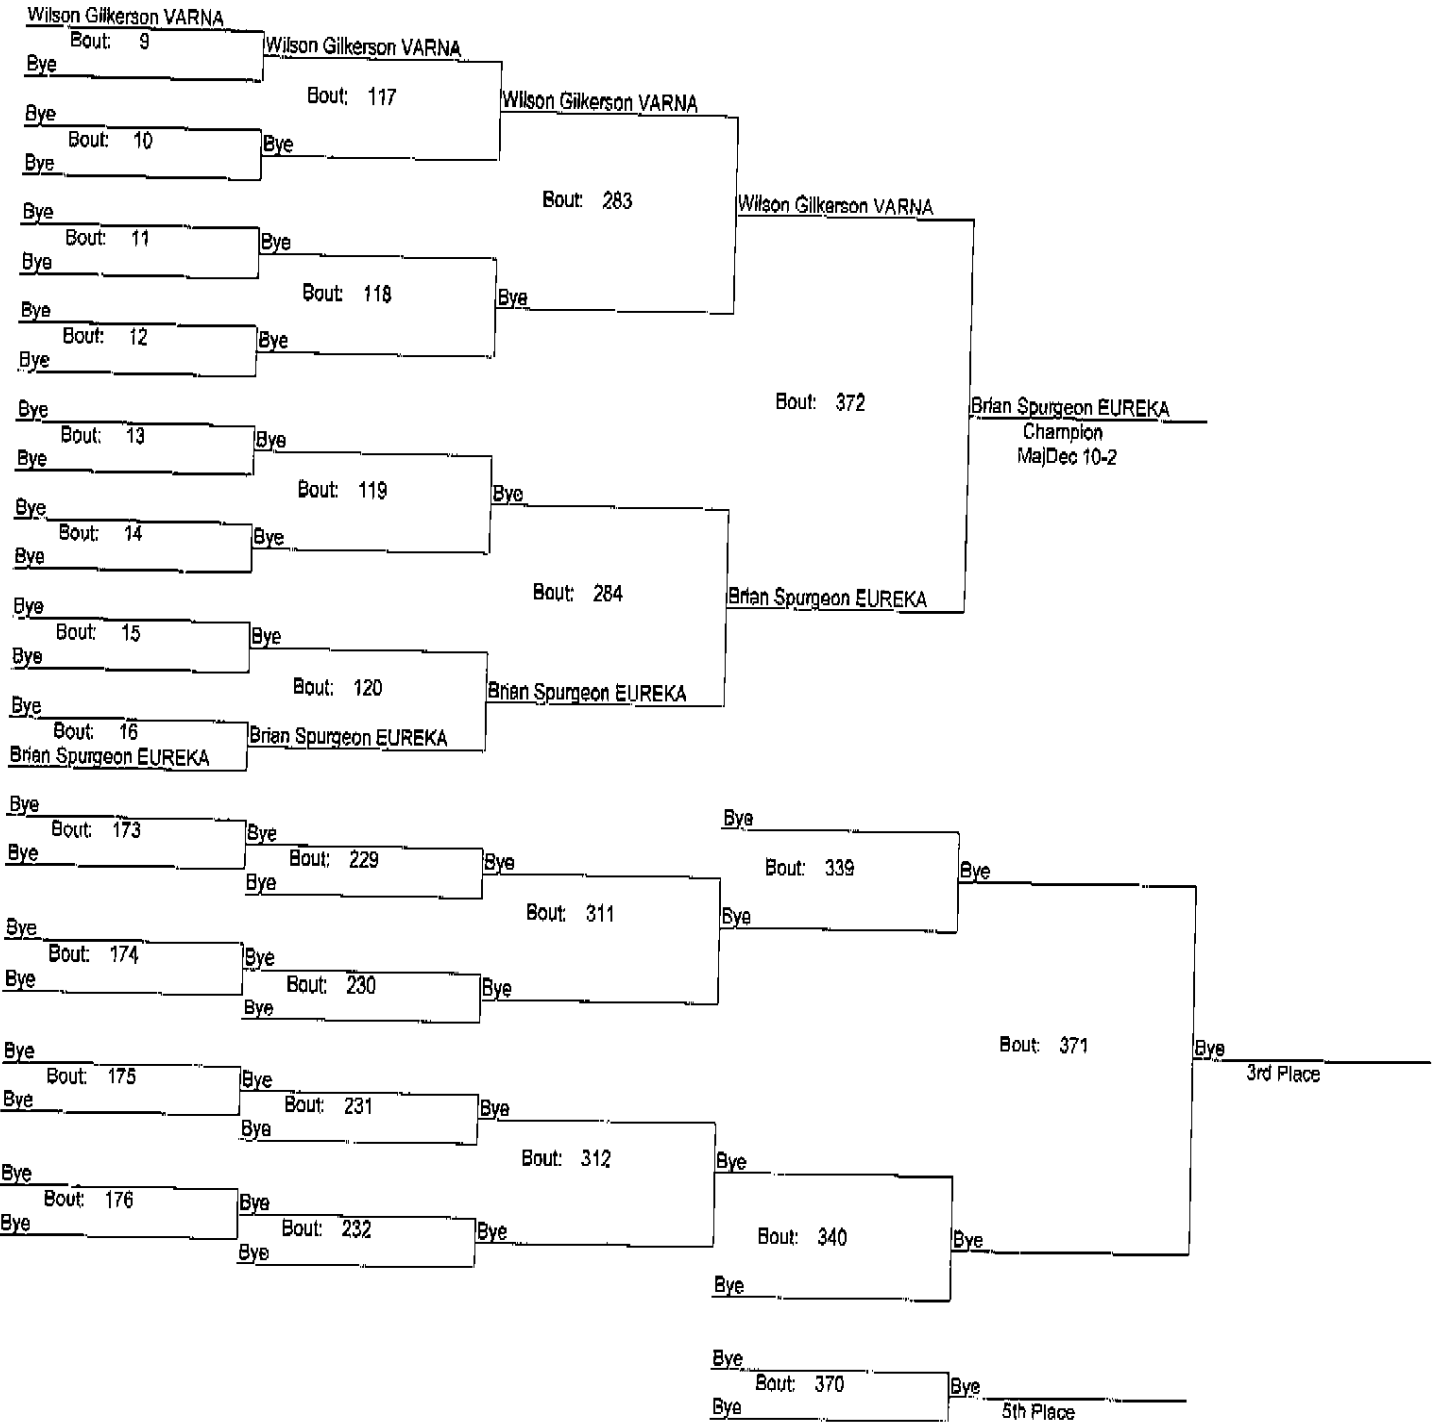 Wilson Gilkerson VARNA
Bout: 9
Wilson Gilkerson VARNA
Bye
Bout: 117
Wilson Gilkerson VARNA
Bye
Bout: 10
Bye
Bye
Bout: 283
Wilson Gilkerson VARNA
Bye
Bout: 11
Bye
Bye
Bout: 118
Bye
Bye
Bout: 12
Bye
Bye
Bout: 372
Brian Spurgeon EUREKA
Champion
MajDec 10-2
Bye
Bout: 13
Bye
Bye
Bout: 119
Bye
Bye
Bout: 14
Bye
Bye
Bout: 284
Brian Spurgeon EUREKA
Bye
Bout: 15
Bye
Bye
Bout: 120
Brian Spurgeon EUREKA
Bye
Bout: 16
Brian Spurgeon EUREKA
Brian Spurgeon EUREKA
Bye
Bout: 173
Bye
Bye
Bout: 229
Bye
Bye
Bout: 311
Bye
Bout: 339
Bye
Bye
Bye
Bout: 174
Bye
Bye
Bout: 230
Bye
Bye
Bout: 371
Bye
3rd Place
Bye
Bout: 175
Bye
Bye
Bout: 231
Bye
Bye
Bout: 312
Bye
Bye
Bout: 176
Bye
Bye
Bout: 232
Bye
Bye
Bout: 340
Bye
Bye
Bye
Bout: 370
Bye
Bye
5th Place